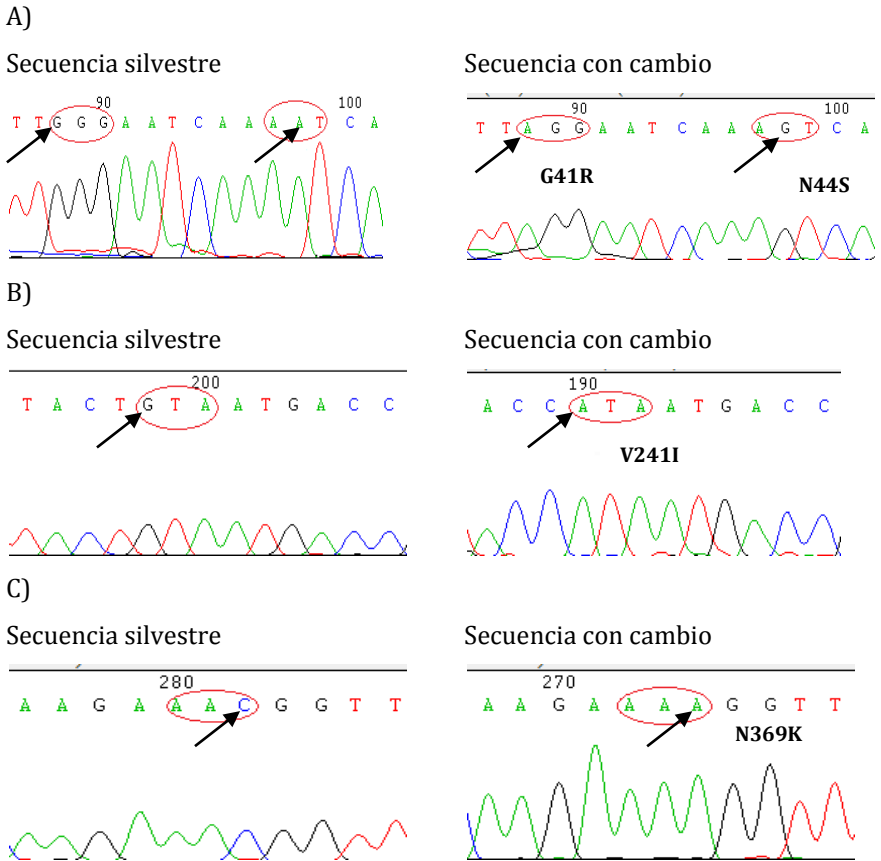 A)
Secuencia silvestre
Secuencia con cambio
90 100
T T G G G A A T C A A A A T C A
90 100
T T A G G A A T C A A A G T C A
G41R
N44S
B)
Secuencia silvestre
Secuencia con cambio
200
T A C T G T A A T G A C C
190
A C C A T A A T G A C C
V241I
C)
Secuencia silvestre
Secuencia con cambio
280
A A G A A A C G G T T
270
A A G A A A A G G T T
N369K